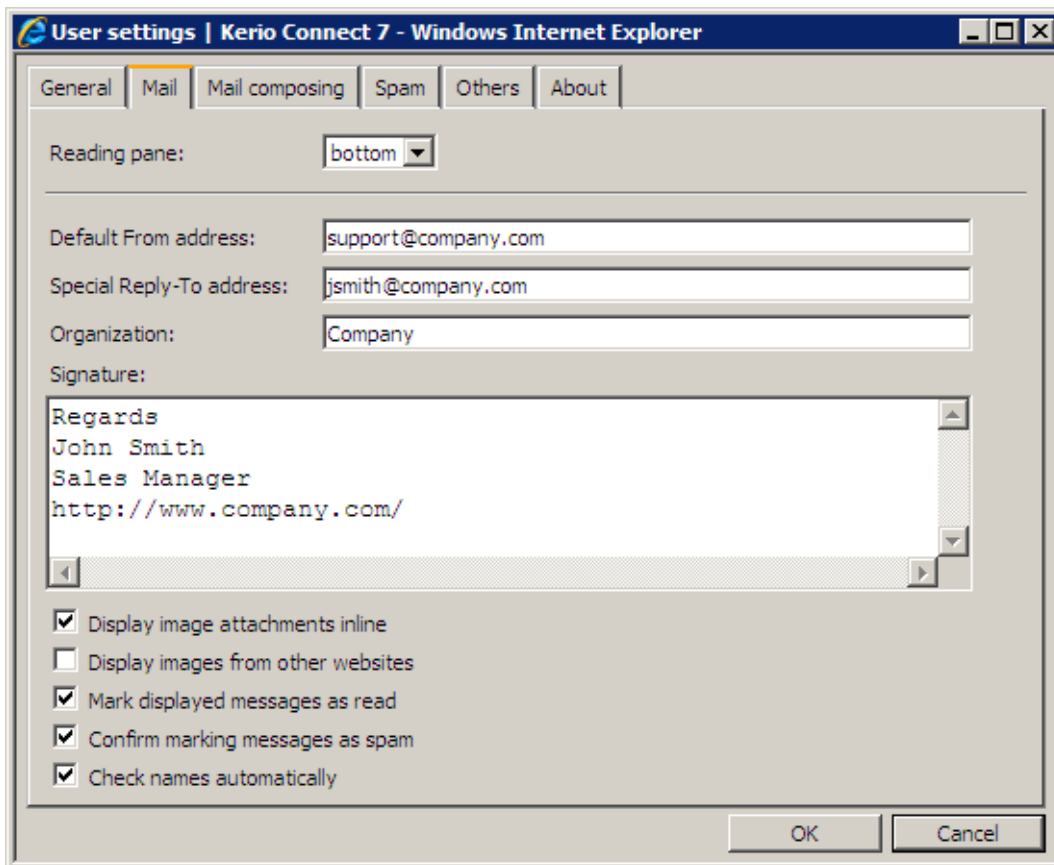 User settings | Kerio Connect 7 - Windows Internet Explorer
General Mail Mail composing Spam Others About
Reading pane: bottom
Default From address: support@company.com
Special Reply-To address: jsmith@company.com
Organization: Company
Signature:
Regards
John Smith
Sales Manager
http://www.company.com/
Display image attachments inline
Display images from other websites
Mark displayed messages as read
Confirm marking messages as spam
Check names automatically
OK Cancel